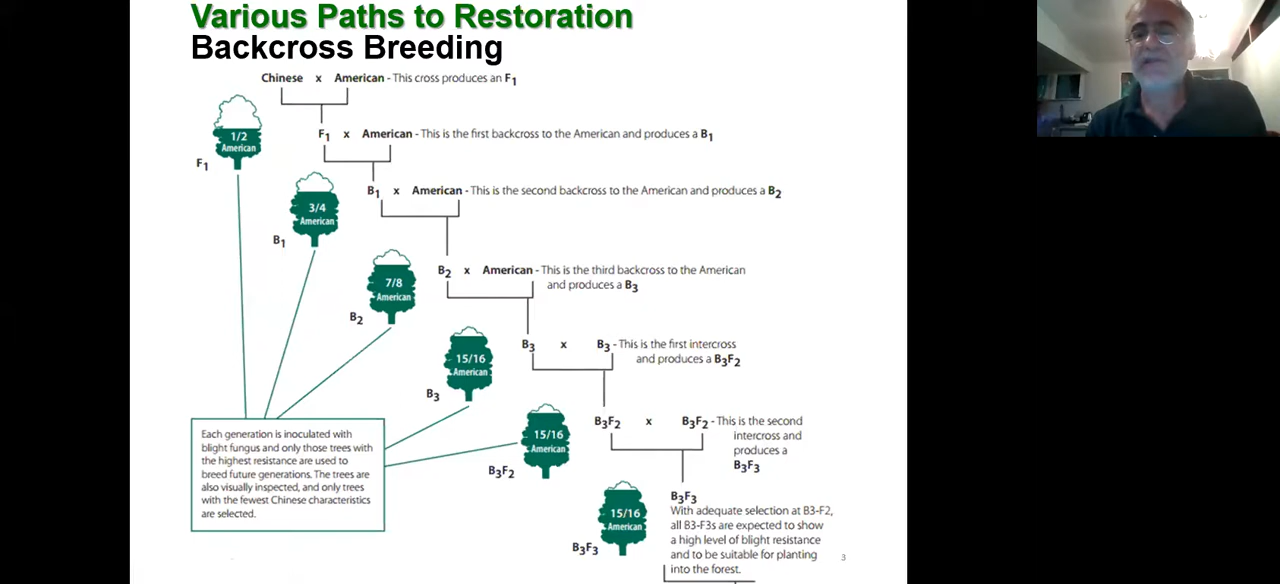 Various Paths to Restoration
Backcross Breeding
Chinese x American - This cross produces an F1
1/2
American
F1
F1 x American - This is the first backcross to the American and produces a B1
3/4
American
B1
B1 x American - This is the second backcross to the American and produces a B2
7/8
American
B2
B2 x American - This is the third backcross to the American
and produces a B3
15/16
American
B3
B3 x B3 - This is the first intercross
and produces a B3F2
15/16
American
B3F2
B3F2 x B3F2 - This is the second
intercross and
produces a
B3F3
15/16
American
B3F3
B3F3
With adequate selection at B3-F2,
all B3-F3s are expected to show
a high level of blight resistance
and to be suitable for planting
into the forest.
Each generation is inoculated with
blight fungus and only those trees with
the highest resistance are used to
breed future generations. The trees are
also visually inspected, and only trees
with the fewest Chinese characteristics
are selected.
3